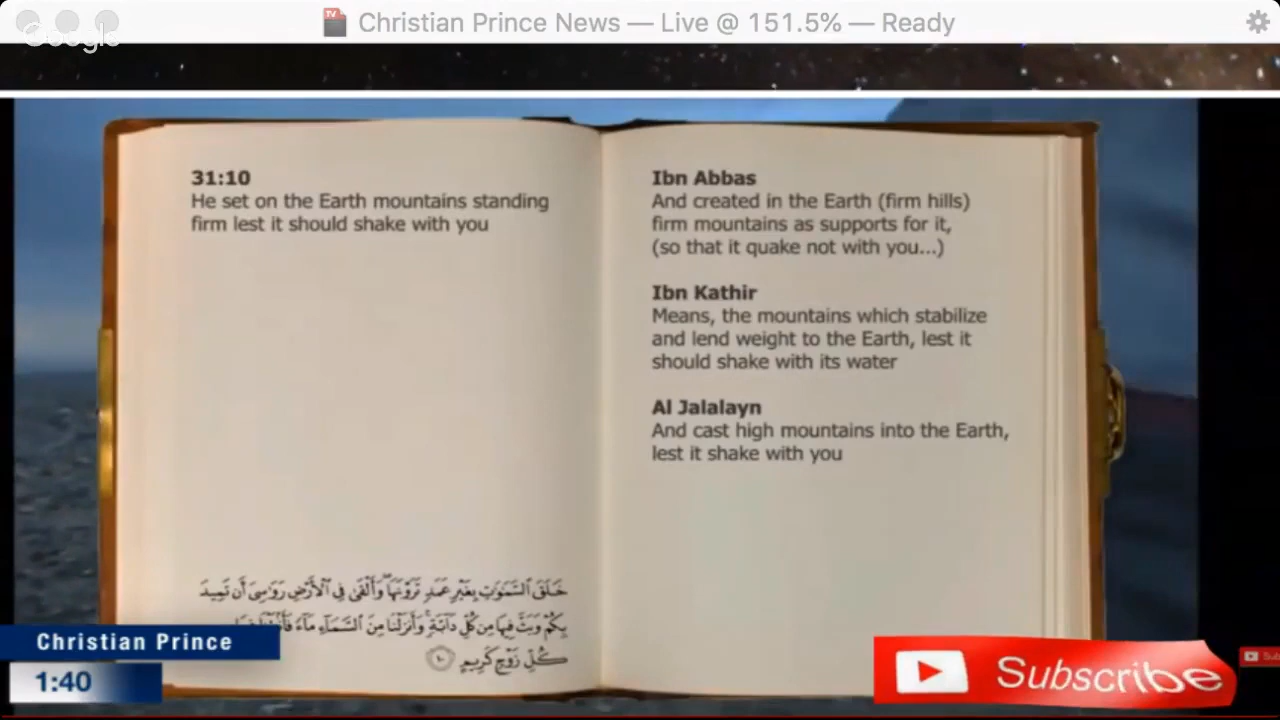 Google
Christian Prince News — Live @ 151.5% — Ready
31:10
He set on the Earth mountains standing
firm lest it should shake with you
خَلَقَ ٱلسَّمَٰوَٰتِ بِغَيْرِ عَمَدٍ تَرَوْنَهَا ۖ وَأَلْقَىٰ فِى ٱلْأَرْضِ رَوَٰسِىَ أَن تَمِيدَ
بِكُمْ وَبَثَّ فِيهَا مِن كُلِّ دَآبَّةٍ ۚ وَأَنزَلْنَا مِنَ ٱلسَّمَآءِ مَآءً
كُلِّ زَوْجٍ كَرِيمٍ ١٠
Ibn Abbas
And created in the Earth (firm hills)
firm mountains as supports for it,
(so that it quake not with you...)
Ibn Kathir
Means, the mountains which stabilize
and lend weight to the Earth, lest it
should shake with its water
Al Jalalayn
And cast high mountains into the Earth,
lest it shake with you
Christian Prince
1:40
Subscribe